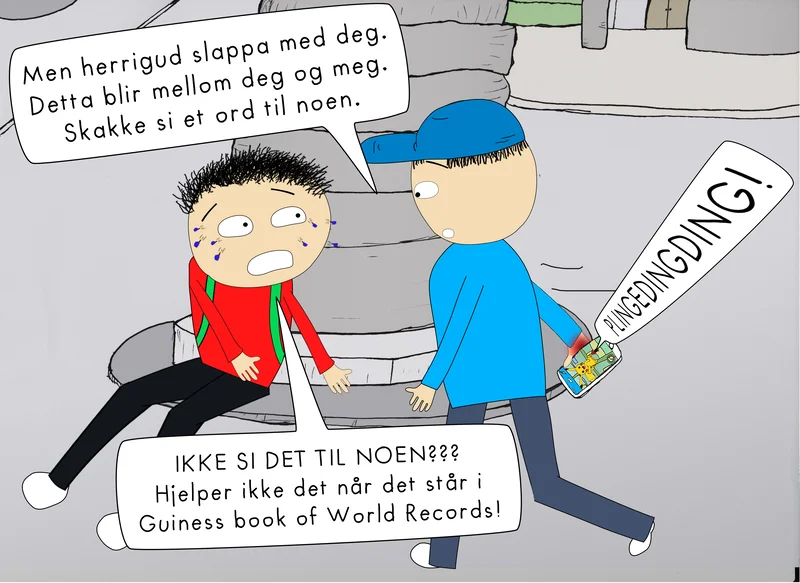 Men herrigud slappa med deg.
Detta blir mellom deg og meg.
Skakke si et ord til noen.
PLINGEDINGDING!
IKKE SI DET TIL NOEN???
Hjelper ikke det når det står i
Guiness book of World Records!